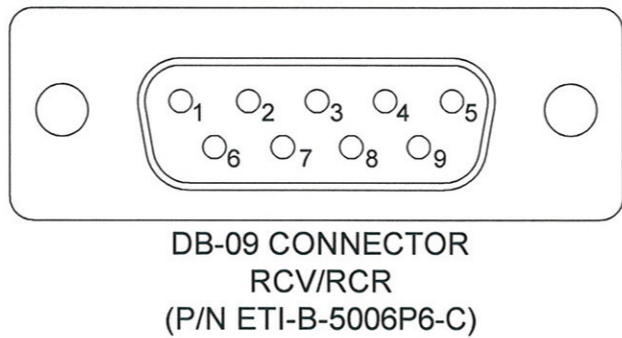 1 2 3 4 5
6 7 8 9
DB-09 CONNECTOR
RCV/RCR
(P/N ETI-B-5006P6-C)